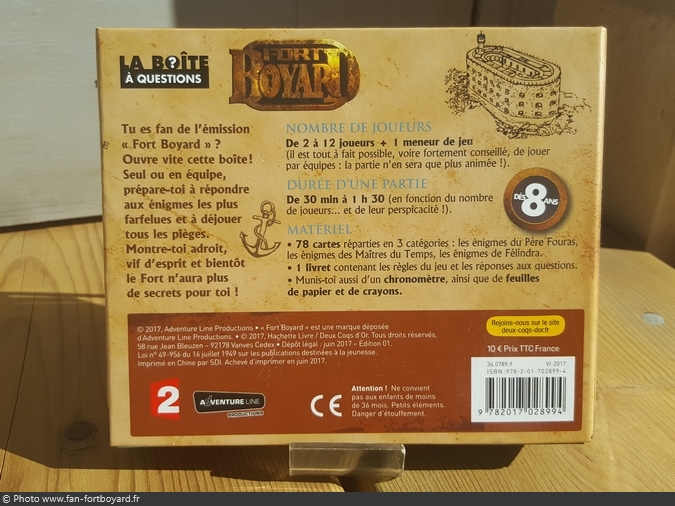 LA BOÎTE
À QUESTIONS
FORT
BOYARD
Tu es fan de l'émission
« Fort Boyard » ?
Ouvre vite cette boîte!
Seul ou en équipe,
prépare-toi à répondre
aux énigmes les plus
farfelues et à déjouer
tous les pièges.
Montre-toi adroit,
vif d'esprit et bientôt
le Fort n'aura plus
de secrets pour toi !
NOMBRE DE JOUEURS
De 2 à 12 joueurs + 1 meneur de jeu
(il est tout à fait possible, voire fortement conseillé, de jouer
par équipes : la partie n'en sera que plus animée !).
DURÉE D'UNE PARTIE
De 30 min à 1 h 30 (en fonction du nombre
de joueurs... et de leur perspicacité !).
DÈS
8
ANS
MATÉRIEL
• 78 cartes réparties en 3 catégories : les énigmes du Père Fouras,
les énigmes des Maîtres du Temps, les énigmes de Félindra.
• 1 livret contenant les règles du jeu et les réponses aux questions.
• Munis-toi aussi d'un chronomètre, ainsi que de feuilles
de papier et de crayons.
© 2017, Adventure Line Productions • « Fort Boyard » est une marque déposée
d'Adventure Line Productions. • © 2017, Hachette Livre / Deux Coqs d'Or. Tous droits réservés.
58 rue Jean Bleuzen – 92178 Vanves Cedex • Dépôt légal : juin 2017 - Édition 01.
Loi n° 49-956 du 16 juillet 1949 sur les publications destinées à la jeunesse.
Imprimé en Chine par SDI. Achevé d'imprimer en juin 2017.
Rejoins-nous sur le site
deux-coqs-dor.fr
10 € Prix TTC France
2
ADVENTURE LINE
PRODUCTIONS
CE
Attention ! Ne convient
pas aux enfants de moins
de 36 mois. Petits éléments.
Danger d'étouffement.
36.0789.9 VI-2017
ISBN : 978-2-01-702899-4
9 782017 028994
© Photo www.fan-fortboyard.fr